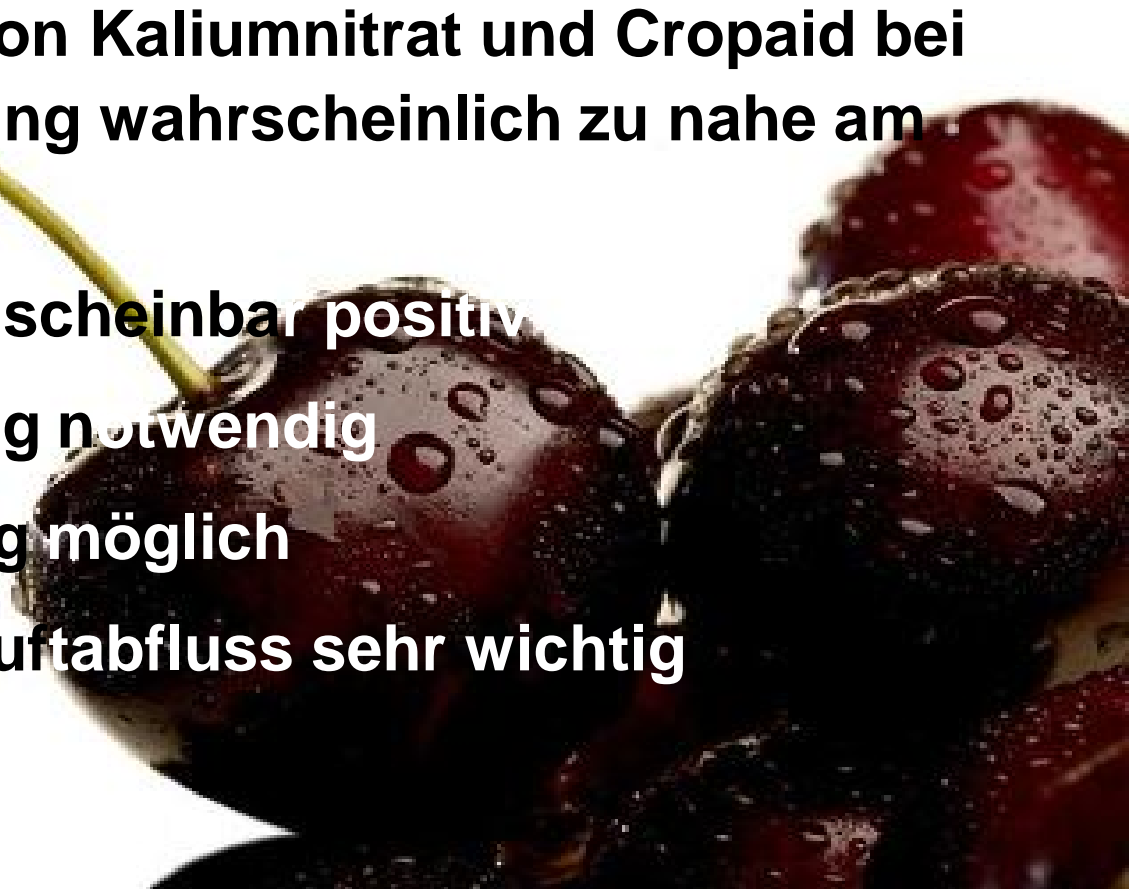 on Kaliumnitrat und Cropaid bei
ng wahrscheinlich zu nahe am
scheinbar positiv
g notwendig
g möglich
uftabfluss sehr wichtig